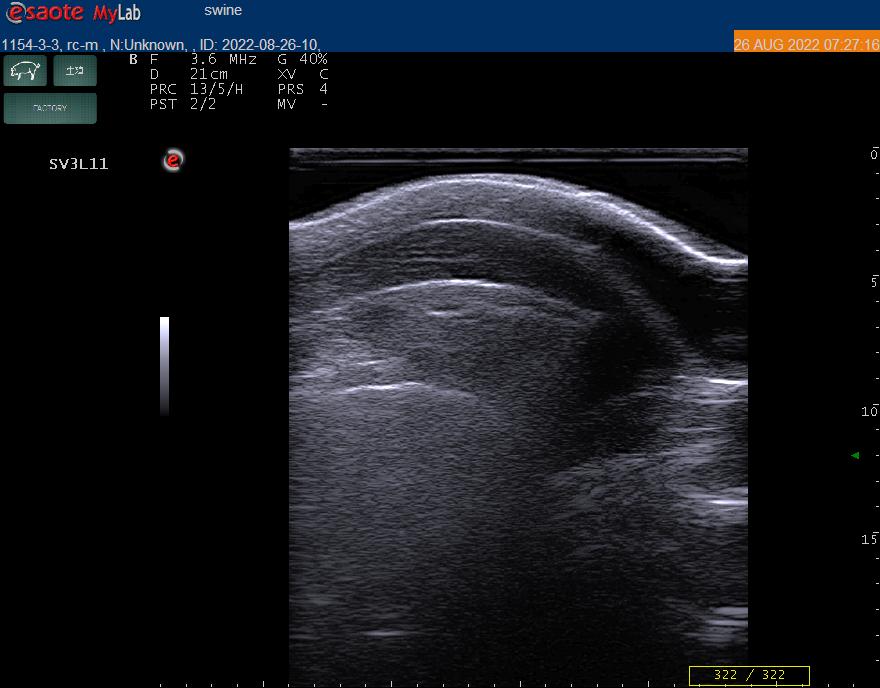 esaote MyLab
swine
1154-3-3, rc-m , N:Unknown, , ID: 2022-08-26-10,
26 AUG 2022 07:27:16
B F 3.6 MHz G 40%
D 21cm XV C
PRC 13/5/H PRS 4
PST 2/2 MV -
FACTORY
SV3L11
e
0
5
10
15
322 / 322